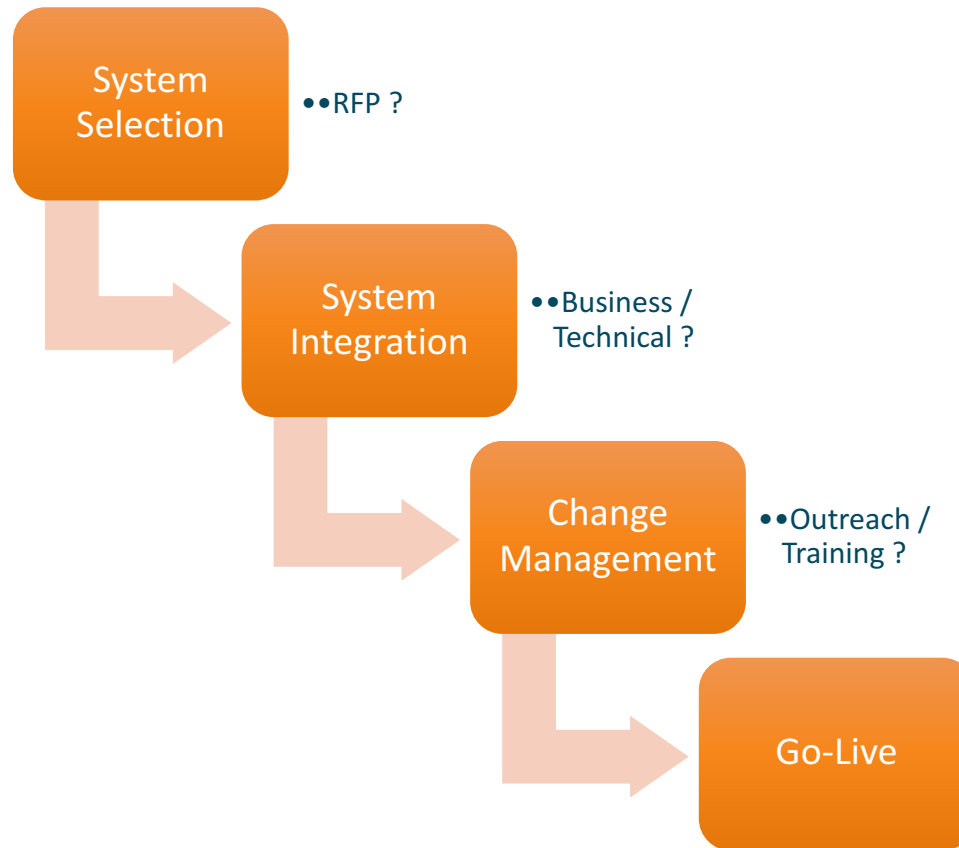 System
Selection
••RFP ?
System
Integration
••Business /
Technical ?
Change
Management
••Outreach /
Training ?
Go-Live